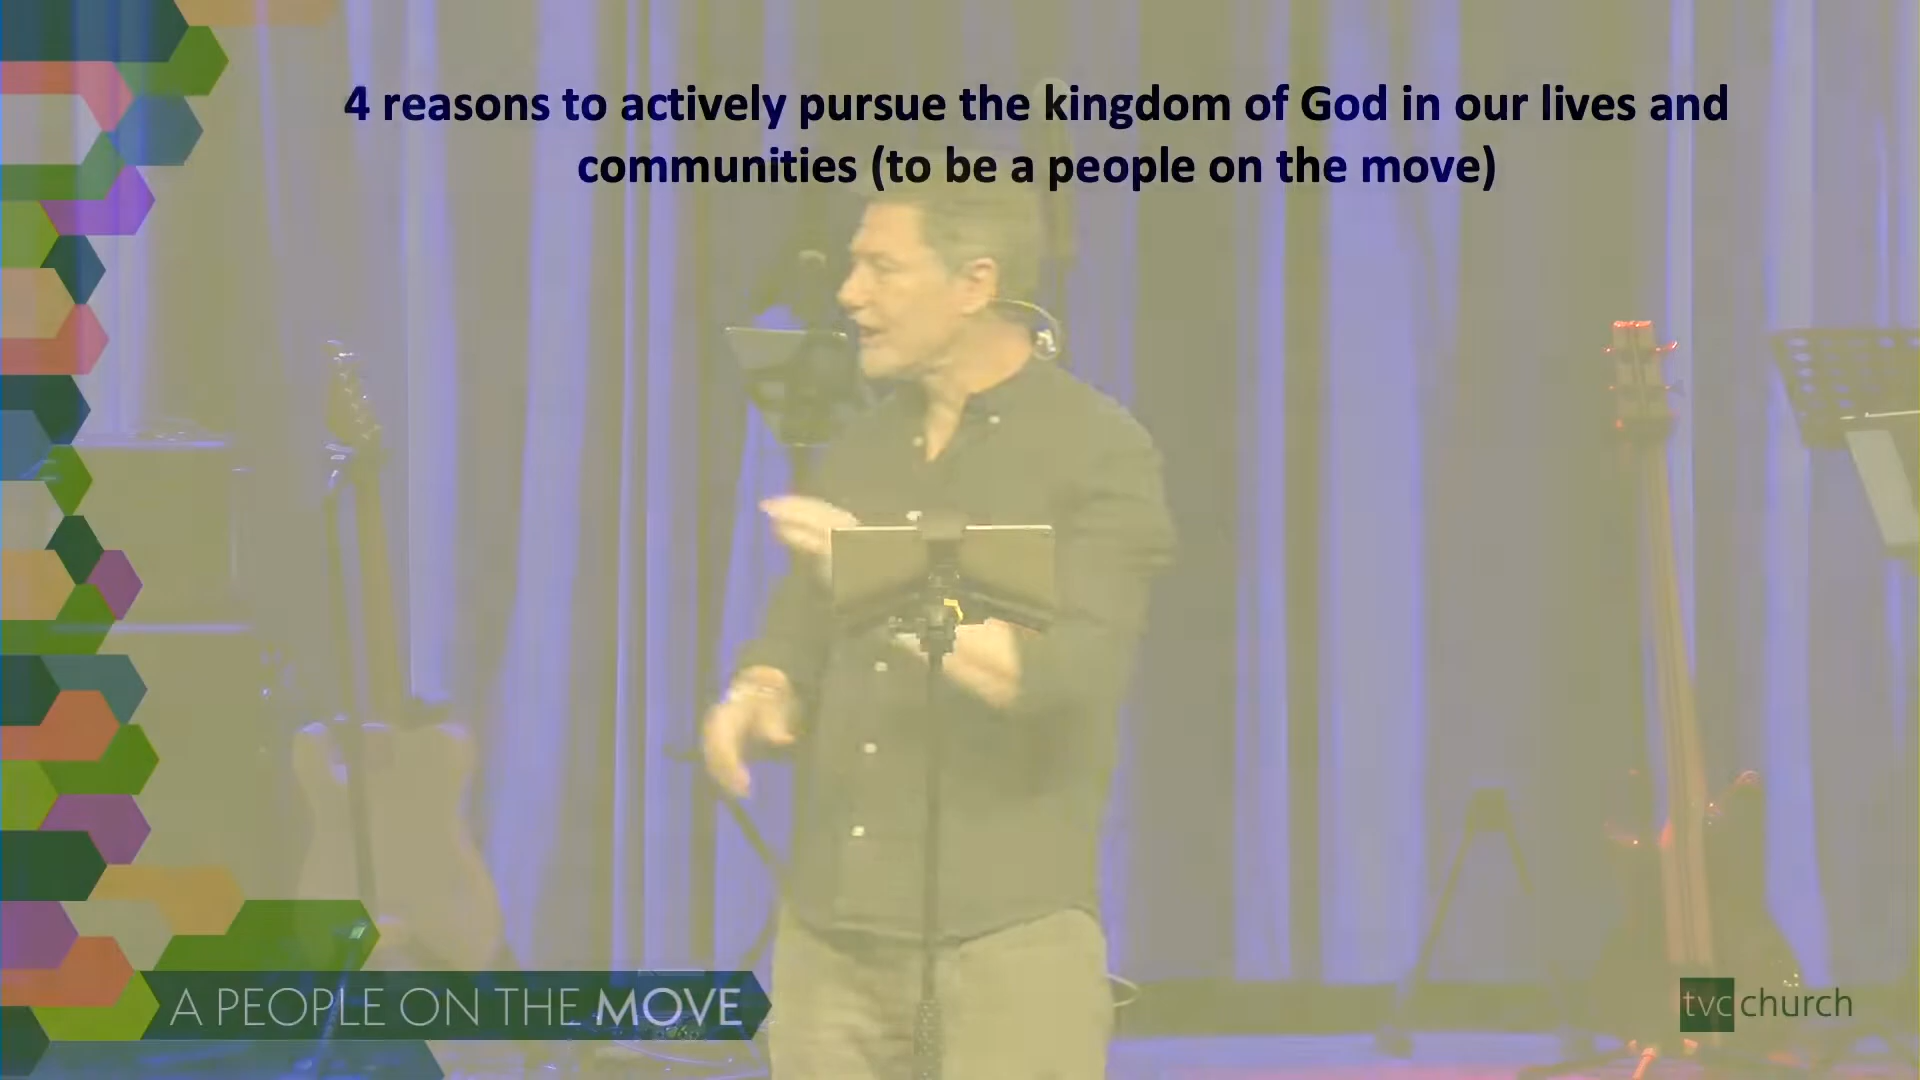 4 reasons to actively pursue the kingdom of God in our lives and
communities (to be a people on the move)
A PEOPLE ON THE MOVE
tvc church